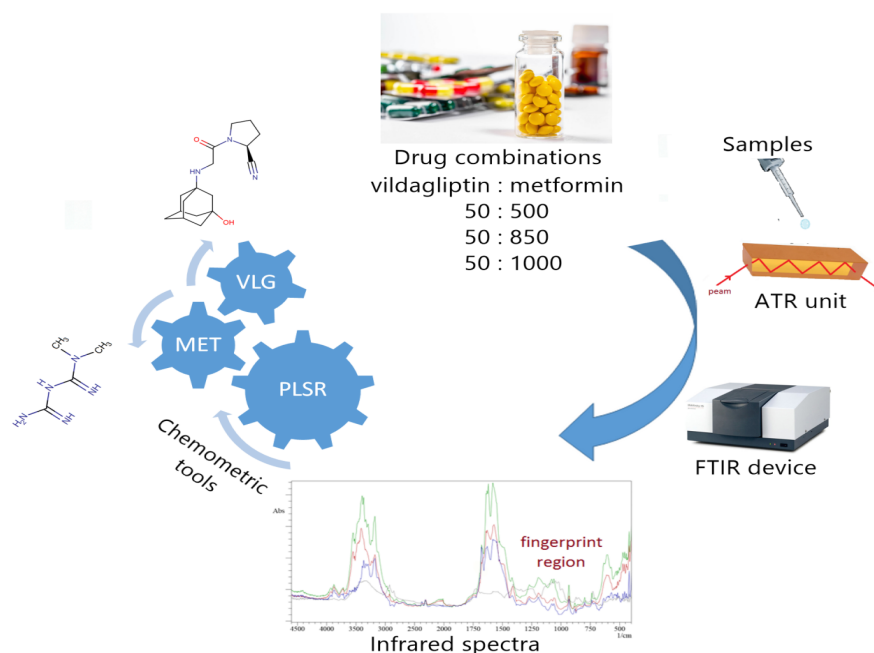 Drug combinations
vildagliptin : metformin
50 : 500
50 : 850
50 : 1000
Samples
peam
ATR unit
FTIR device
O
N
HN
N
OH
VLG
MET
PLSR
CH₃
N
CH₃
H
N
NH
H₂N
NH
Chemometric
tools
Abs
fingerprint
region
4500 4000 3500 3000 2500 1750 1500 1250 1000 750 500
1/cm
Infrared spectra